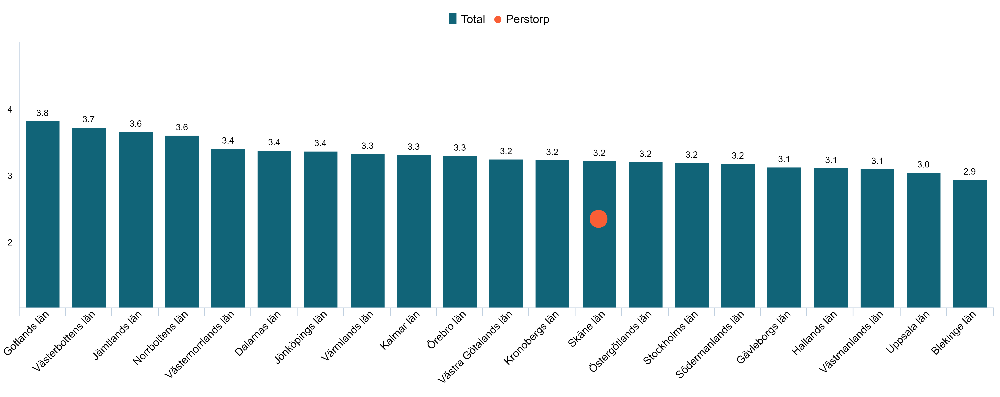 Total Perstorp
4
3
2
3.8 3.7 3.6 3.6 3.4 3.4 3.4 3.3 3.3 3.3 3.2 3.2 3.2 3.2 3.2 3.2 3.1 3.1 3.1 3.0 2.9
Gotlands län
Västerbottens län
Jämtlands län
Norrbottens län
Västernorrlands län
Dalarnas län
Jönköpings län
Värmlands län
Kalmar län
Örebro län
Västra Götalands län
Kronobergs län
Skåne län
Östergötlands län
Stockholms län
Södermanlands län
Gävleborgs län
Hallands län
Västmanlands län
Uppsala län
Blekinge län